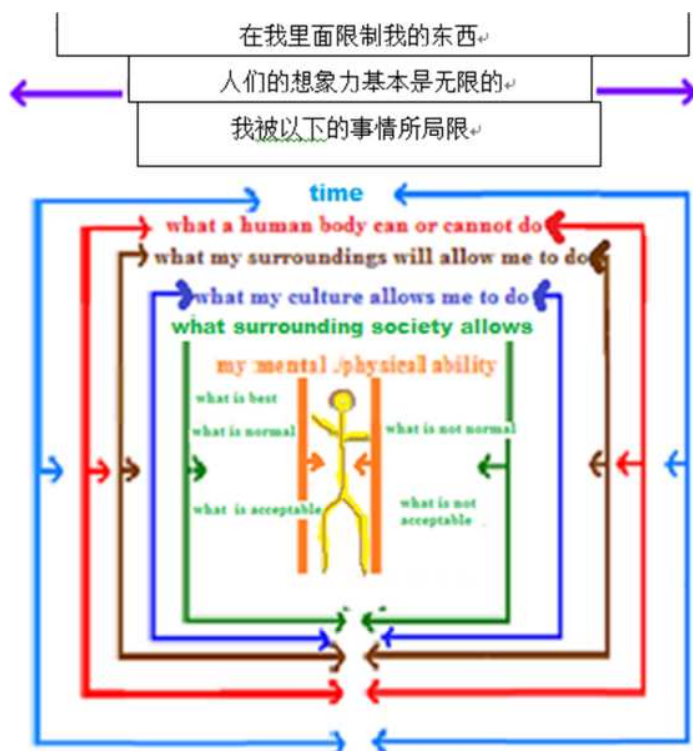 在我里面限制我的东西
人们的想象力基本是无限的
我被以下的事情所局限
time
what a human body can or cannot do
what my surroundings will allow me to do
what my culture allows me to do
what surrounding society allows
my mental /physical ability
what is best
what is normal
what is not normal
what is acceptable
what is not
acceptable